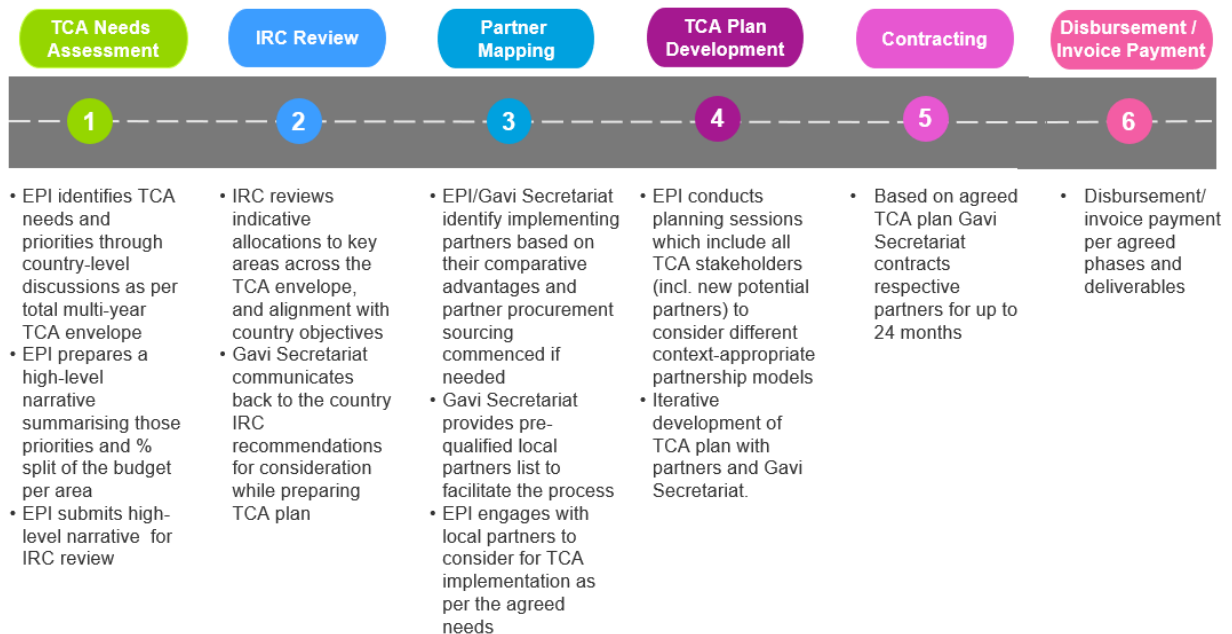 TCA Needs
Assessment
IRC Review
Partner
Mapping
TCA Plan
Development
Contracting
Disbursement /
Invoice Payment
1
2
3
4
5
6
• EPI identifies TCA
needs and
priorities through
country-level
discussions as per
total multi-year
TCA envelope
• EPI prepares a
high-level
narrative
summarising those
priorities and %
split of the budget
per area
• EPI submits high-
level narrative for
IRC review
• IRC reviews
indicative
allocations to key
areas across the
TCA envelope,
and alignment with
country objectives
• Gavi Secretariat
communicates
back to the country
IRC
recommendations
for consideration
while preparing
TCA plan
• EPI/Gavi Secretariat
identify implementing
partners based on
their comparative
advantages and
partner procurement
sourcing
commenced if
needed
• Gavi Secretariat
provides pre-
qualified local
partners list to
facilitate the process
• EPI engages with
local partners to
consider for TCA
implementation as
per the agreed
needs
• EPI conducts
planning sessions
which include all
TCA stakeholders
(incl. new potential
partners) to
consider different
context-appropriate
partnership models
• Iterative
development of
TCA plan with
partners and Gavi
Secretariat.
• Based on agreed
TCA plan Gavi
Secretariat
contracts
respective
partners for up to
24 months
• Disbursement/
invoice payment
per agreed
phases and
deliverables